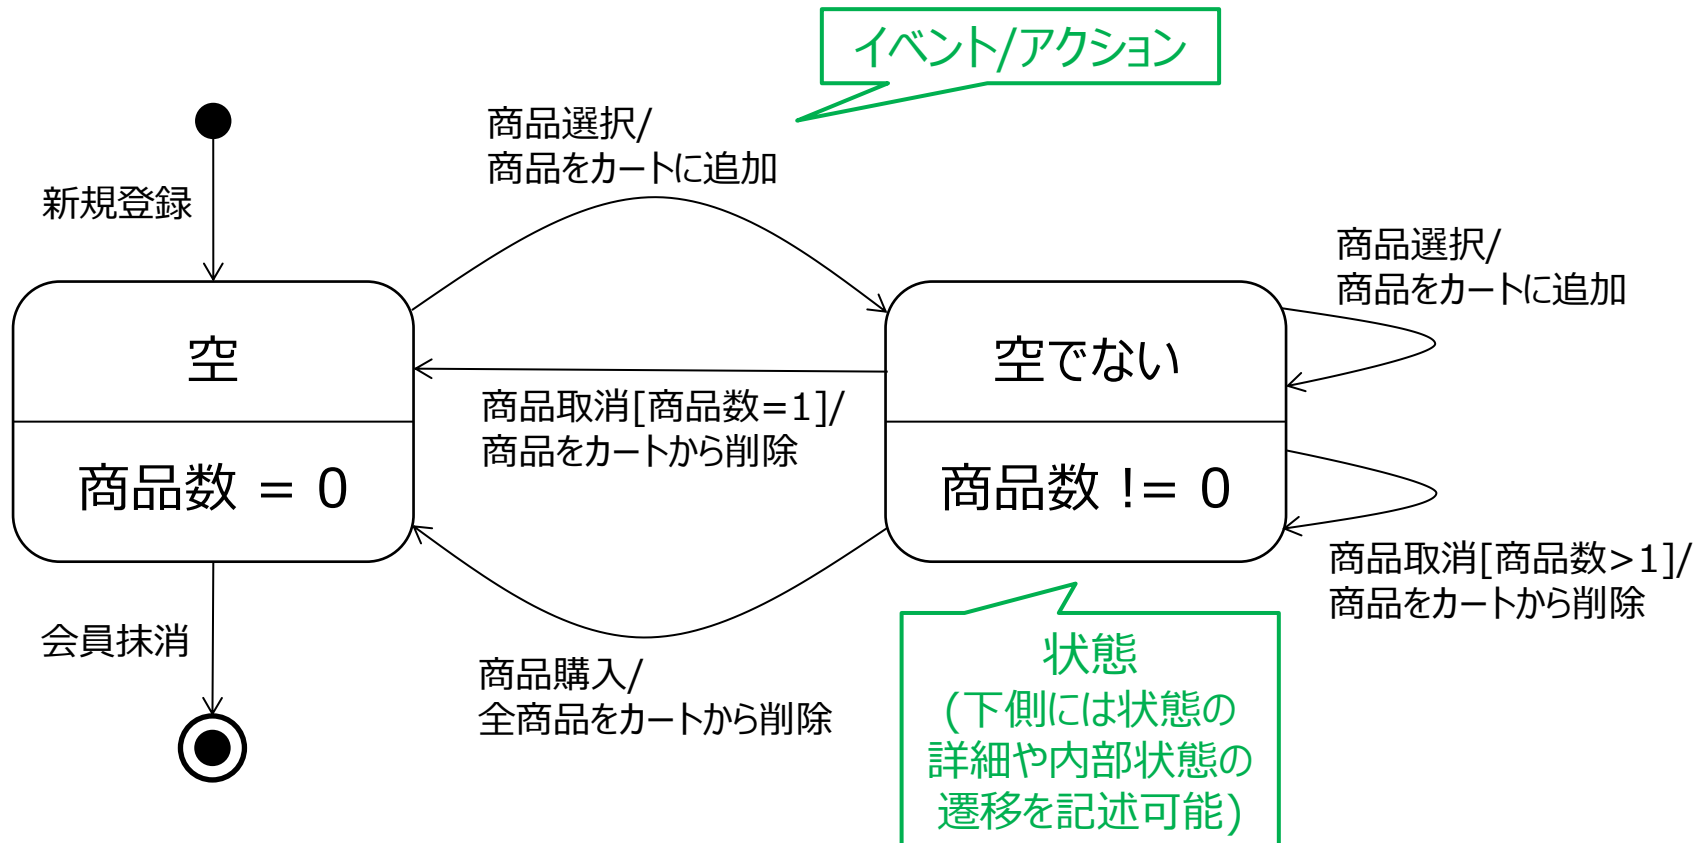 イベント/アクション
商品選択/
商品をカートに追加
新規登録
商品選択/
商品をカートに追加
空
空でない
商品取消[商品数=1]/
商品をカートから削除
商品数 = 0
商品数 != 0
商品取消[商品数>1]/
商品をカートから削除
会員抹消
商品購入/
全商品をカートから削除
状態
(下側には状態の
詳細や内部状態の
遷移を記述可能)